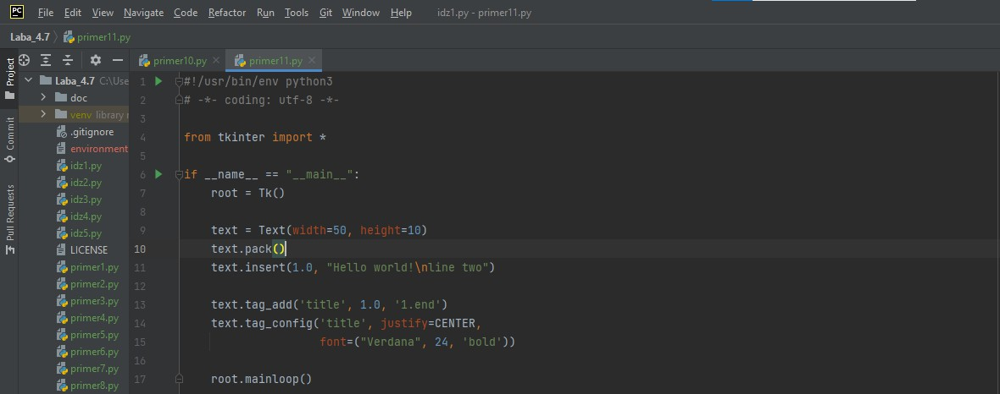 PC File Edit View Navigate Code Refactor Run Tools Git Window Help idz1.py - primer11.py
Laba_4.7 primer11.py
Project
Commit
Pull Requests
primer10.py primer11.py
Laba_4.7 C:\Use
doc
venv library r
.gitignore
environment
idz1.py
idz2.py
idz3.py
idz4.py
idz5.py
LICENSE
primer1.py
primer2.py
primer3.py
primer4.py
primer5.py
primer6.py
primer7.py
primer8.py
1 #!/usr/bin/env python3
2 # -*- coding: utf-8 -*-
3
4 from tkinter import *
5
6 if __name__ == "__main__":
7 root = Tk()
8
9 text = Text(width=50, height=10)
10 text.pack()
11 text.insert(1.0, "Hello world!\nline two")
12
13 text.tag_add('title', 1.0, '1.end')
14 text.tag_config('title', justify=CENTER,
15 font=("Verdana", 24, 'bold'))
16
17 root.mainloop()